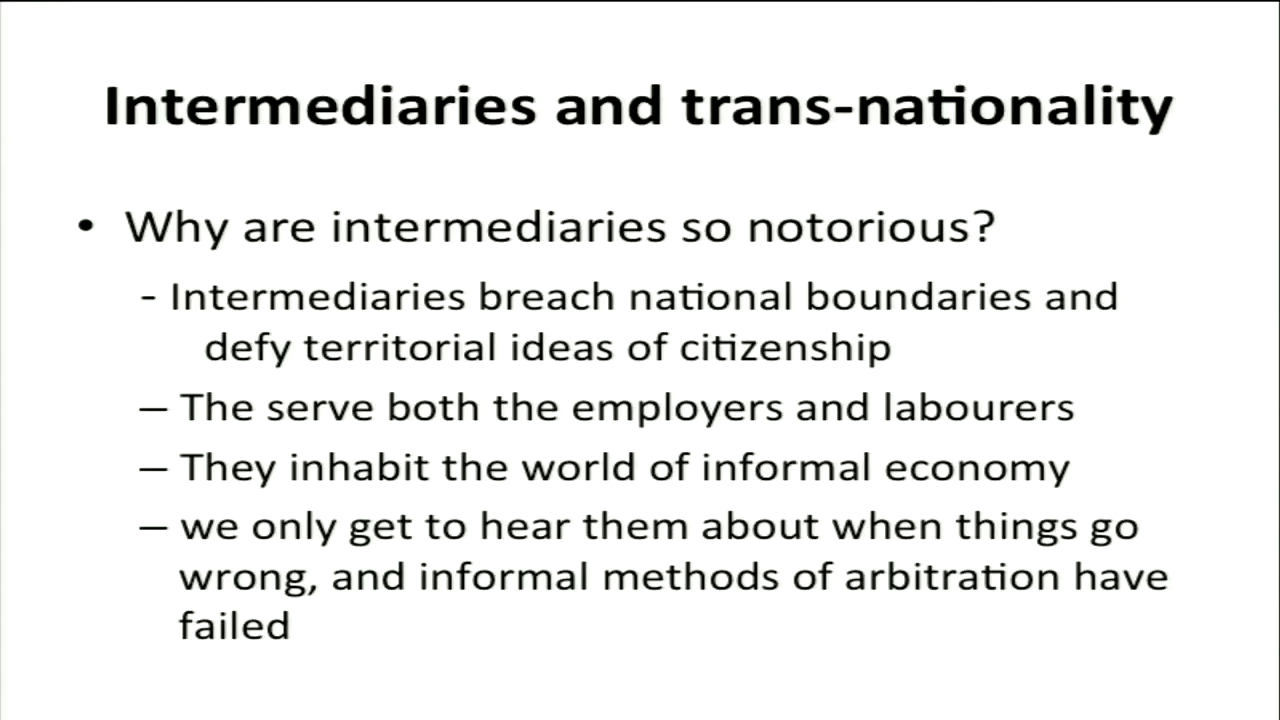 Intermediaries and trans-nationality
• Why are intermediaries so notorious?
- Intermediaries breach national boundaries and
defy territorial ideas of citizenship
– The serve both the employers and labourers
– They inhabit the world of informal economy
– we only get to hear them about when things go
wrong, and informal methods of arbitration have
failed